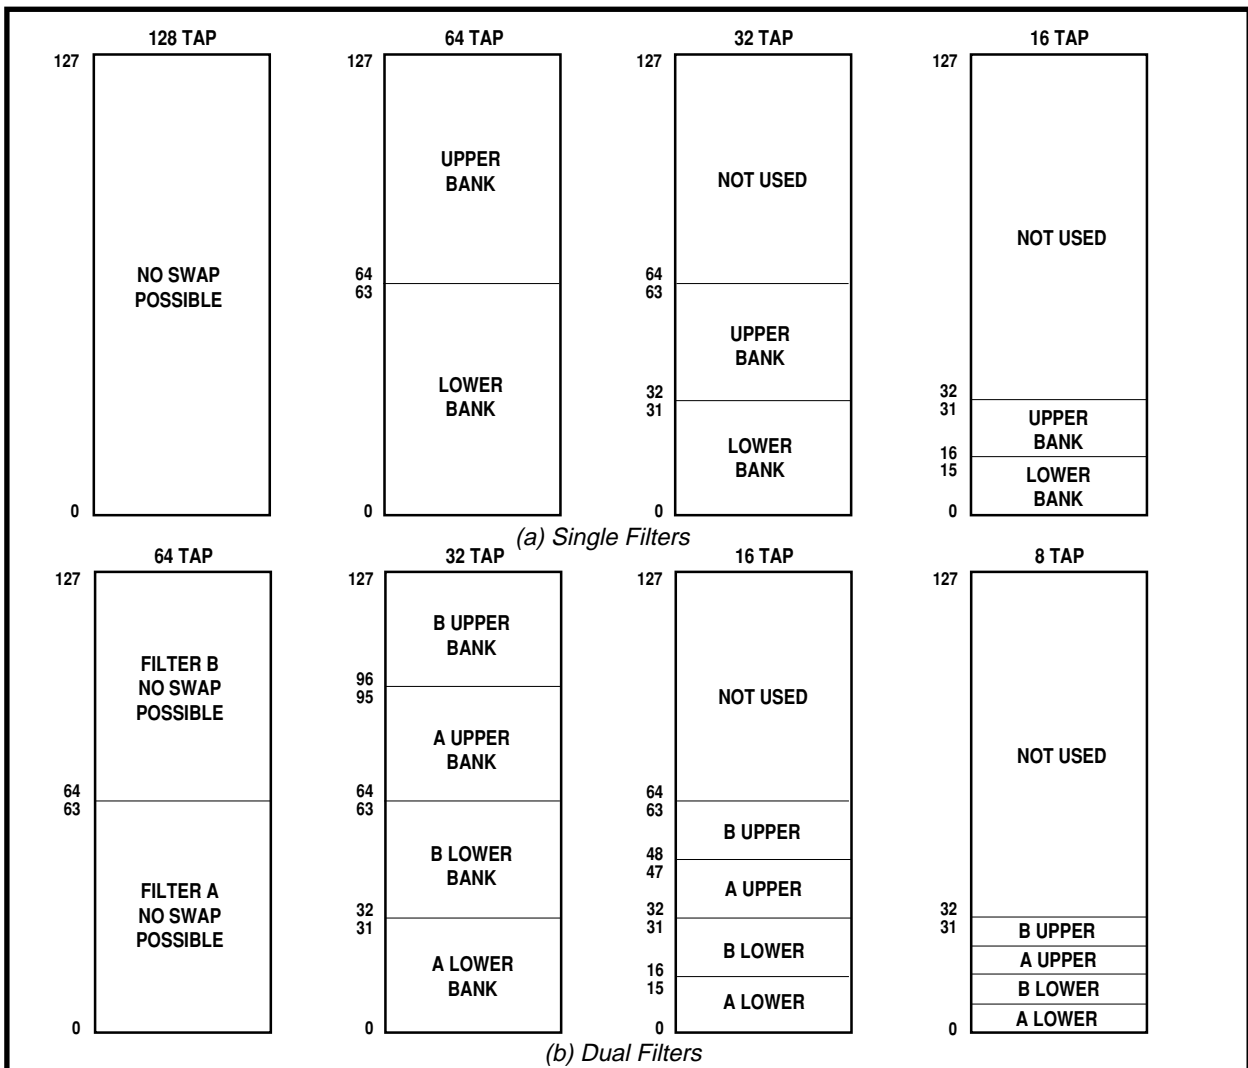 128 TAP
127
NO SWAP
POSSIBLE
0
64 TAP
127
UPPER
BANK
64
63
LOWER
BANK
0
32 TAP
127
NOT USED
64
63
UPPER
BANK
32
31
LOWER
BANK
0
16 TAP
127
NOT USED
32
31
UPPER
BANK
16
15
LOWER
BANK
0
(a) Single Filters
64 TAP
127
FILTER B
NO SWAP
POSSIBLE
64
63
FILTER A
NO SWAP
POSSIBLE
0
32 TAP
127
B UPPER
BANK
96
95
A UPPER
BANK
64
63
B LOWER
BANK
32
31
A LOWER
BANK
0
16 TAP
127
NOT USED
64
63
B UPPER
48
47
A UPPER
32
31
B LOWER
16
15
A LOWER
0
8 TAP
127
NOT USED
32
31
B UPPER
A UPPER
B LOWER
A LOWER
0
(b) Dual Filters